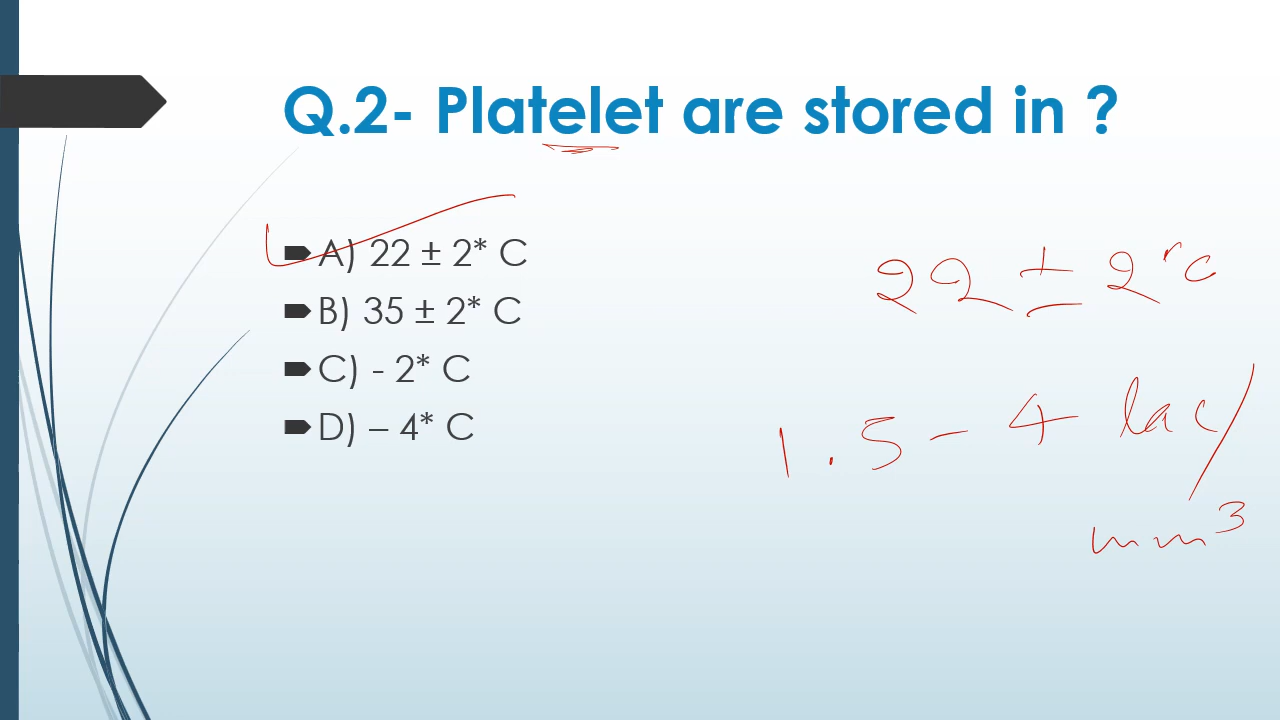 Q.2- Platelet are stored in ?
A) 22 ± 2* C
B) 35 ± 2* C
C) - 2* C
D) – 4* C
22 ± 2°C
1.5 - 4 lac/
mm³